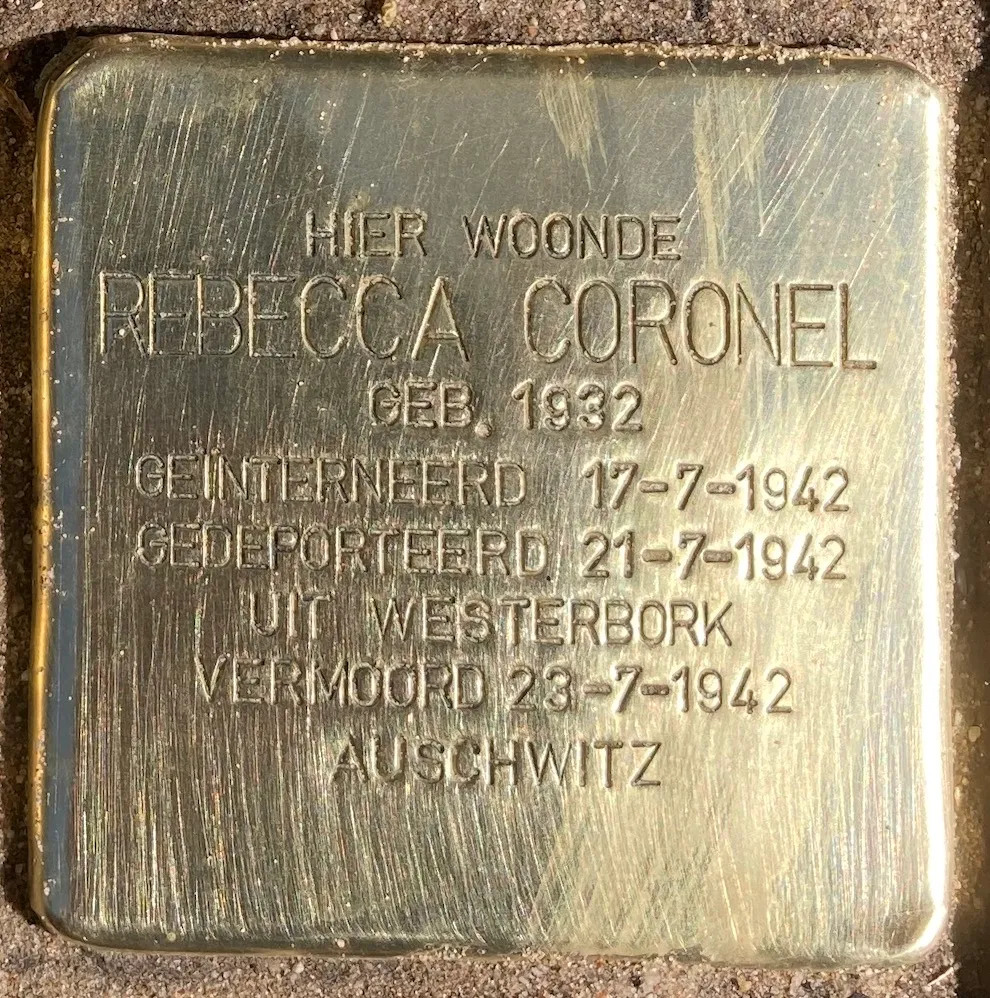 HIER WOONDE
REBECCA CORONEL
GEB. 1932
GEÏNTERNEERD 17-7-1942
GEDEPORTEERD 21-7-1942
UIT WESTERBORK
VERMOORD 23-7-1942
AUSCHWITZ